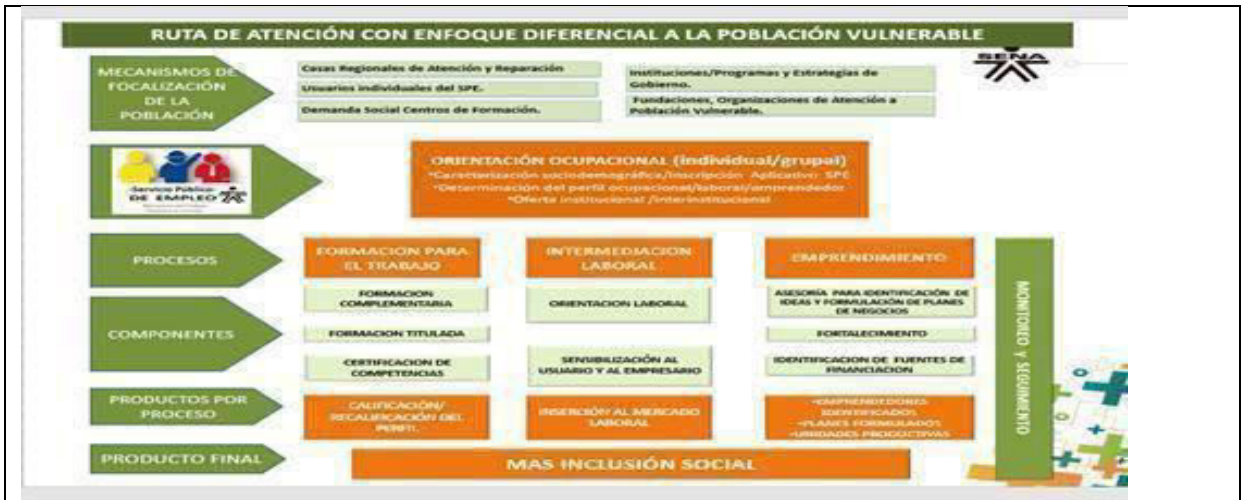 RUTA DE ATENCIÓN CON ENFOQUE DIFERENCIAL A LA POBLACIÓN VULNERABLE
SENA
MECANISMOS DE
FOCALIZACIÓN
DE LA
POBLACIÓN
Casas Regionales de Atención y Reparación
Usuarios individuales del SPE.
Demanda Social Centros de Formación.
Instituciones/Programas y Estrategias de
Gobierno.
Fundaciones, Organizaciones de Atención a
Población Vulnerable.
Servicio Público
DE EMPLEO
ORIENTACIÓN OCUPACIONAL (individual/grupal)
•Caracterización sociodemográfica/Inscripción Aplicativo SPE
•Determinación del perfil ocupacional/laboral/emprendedor
•Oferta institucional /interinstitucional
PROCESOS
FORMACION PARA
EL TRABAJO
INTERMEDIACION
LABORAL
EMPRENDIMIENTO
COMPONENTES
FORMACION
COMPLEMENTARIA
FORMACION TITULADA
CERTIFICACION DE
COMPETENCIAS
ORIENTACION LABORAL
SENSIBILIZACIÓN AL
USUARIO Y AL EMPRESARIO
ASESORÍA PARA IDENTIFICACIÓN DE
IDEAS Y FORMULACIÓN DE PLANES
DE NEGOCIOS
FORTALECIMIENTO
IDENTIFICACION DE FUENTES DE
FINANCIACION
PRODUCTOS POR
PROCESO
CALIFICACIÓN/
RECALIFICACIÓN DEL
PERFIL
INSERCIÓN AL MERCADO
LABORAL
•EMPRENDEDORES
IDENTIFICADOS
•PLANES FORMULADOS
•UNIDADES PRODUCTIVAS
PRODUCTO FINAL
MAS INCLUSIÓN SOCIAL
MONITOREO y SEGUIMIENTO